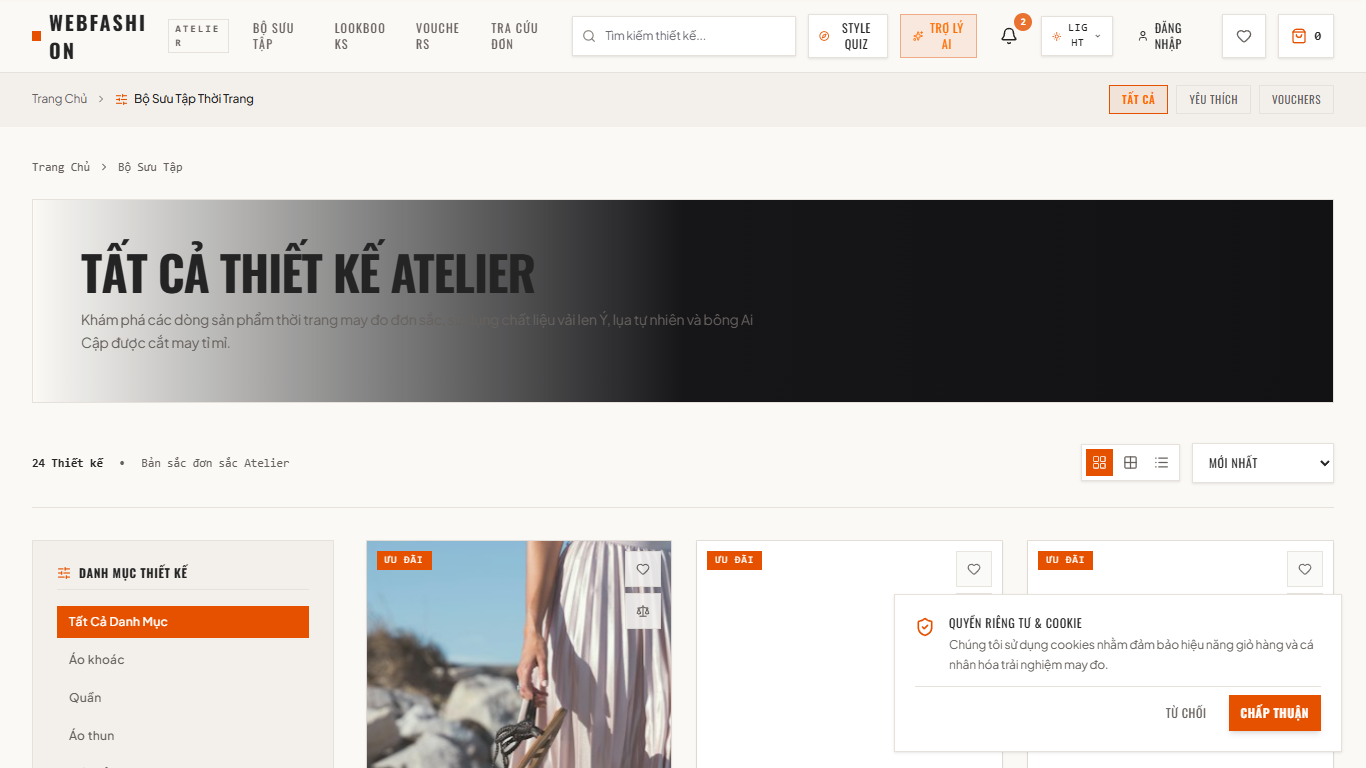 WEBFASHI
ON
ATELIE
R
BỘ SƯU
TẬP
LOOKBOO
KS
VOUCHE
RS
TRA CỨU
ĐƠN
Tìm kiếm thiết kế...
STYLE
QUIZ
TRỢ LÝ
AI
2
LIG
HT
ĐĂNG
NHẬP
0
Trang Chủ
Bộ Sưu Tập Thời Trang
TẤT CẢ
YÊU THÍCH
VOUCHERS
Trang Chủ
Bộ Sưu Tập
TẤT CẢ THIẾT KẾ ATELIER
Khám phá các dòng sản phẩm thời trang may đo đơn sắc, chất liệu vải len Ý, lụa tự nhiên và bông Ai
Cập được cắt may tỉ mỉ.
24 Thiết kế • Bản sắc đơn sắc Atelier
MỚI NHẤT
DANH MỤC THIẾT KẾ
Tất Cả Danh Mục
Áo khoác
Quần
Áo thun
ƯU ĐÃI
ƯU ĐÃI
ƯU ĐÃI
QUYỀN RIÊNG TƯ & COOKIE
Chúng tôi sử dụng cookies nhằm đảm bảo hiệu năng giỏ hàng và cá
nhân hóa trải nghiệm may đo.
TỪ CHỐI
CHẤP THUẬN